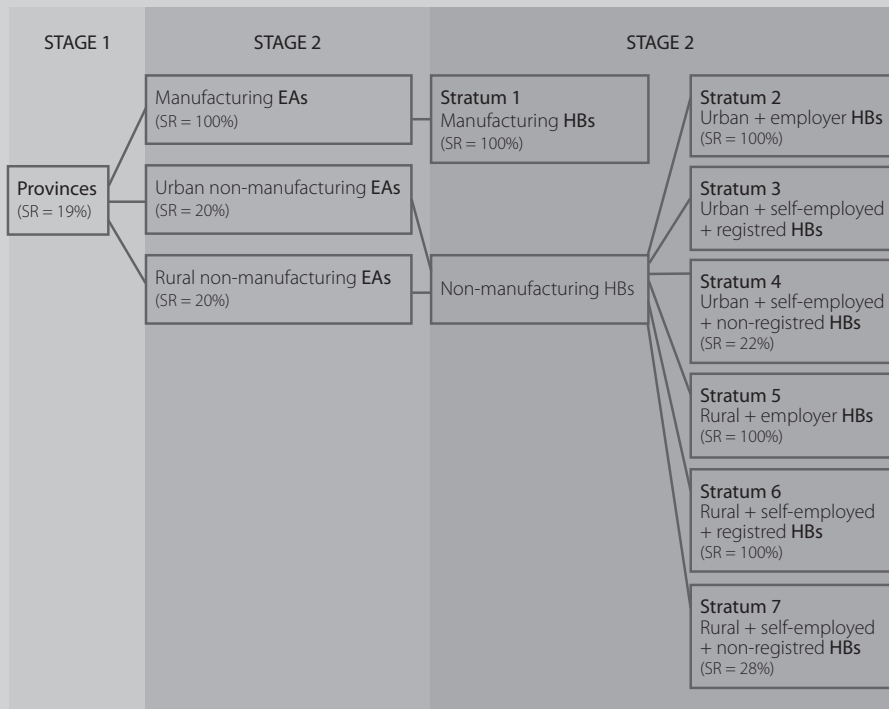 STAGE 1
STAGE 2
STAGE 2
Provinces
(SR = 19%)
Manufacturing EAs
(SR = 100%)
Urban non-manufacturing EAs
(SR = 20%)
Rural non-manufacturing EAs
(SR = 20%)
Stratum 1
Manufacturing HBs
(SR = 100%)
Non-manufacturing HBs
Stratum 2
Urban + employer HBs
(SR = 100%)
Stratum 3
Urban + self-employed
+ registred HBs
Stratum 4
Urban + self-employed
+ non-registred HBs
(SR = 22%)
Stratum 5
Rural + employer HBs
(SR = 100%)
Stratum 6
Rural + self-employed
+ registred HBs
(SR = 100%)
Stratum 7
Rural + self-employed
+ non-registred HBs
(SR = 28%)